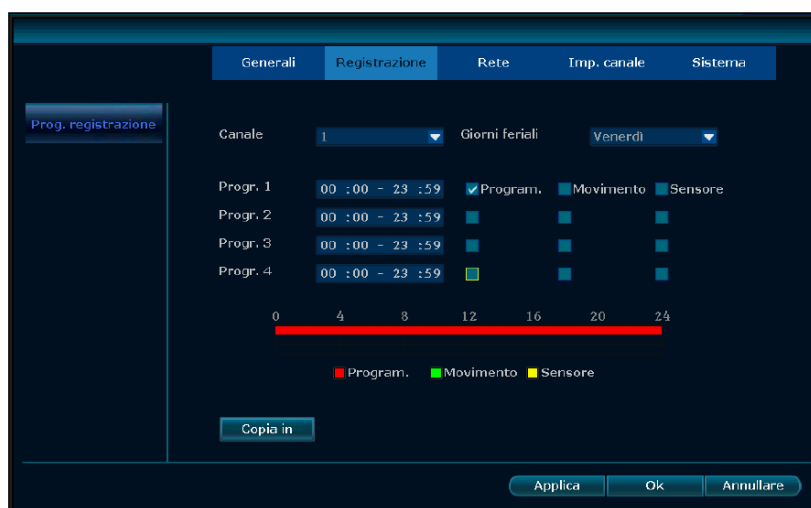 Generali Registrazione Rete Imp. canale Sistema
Prog. registrazione
Canale 1 Giorni feriali Venerdì
Progr. 1 00 :00 - 23 :59 Program. Movimento Sensore
Progr. 2 00 :00 - 23 :59
Progr. 3 00 :00 - 23 :59
Progr. 4 00 :00 - 23 :59
0 4 8 12 16 20 24
Program. Movimento Sensore
Copia in
Applica Ok Annullare